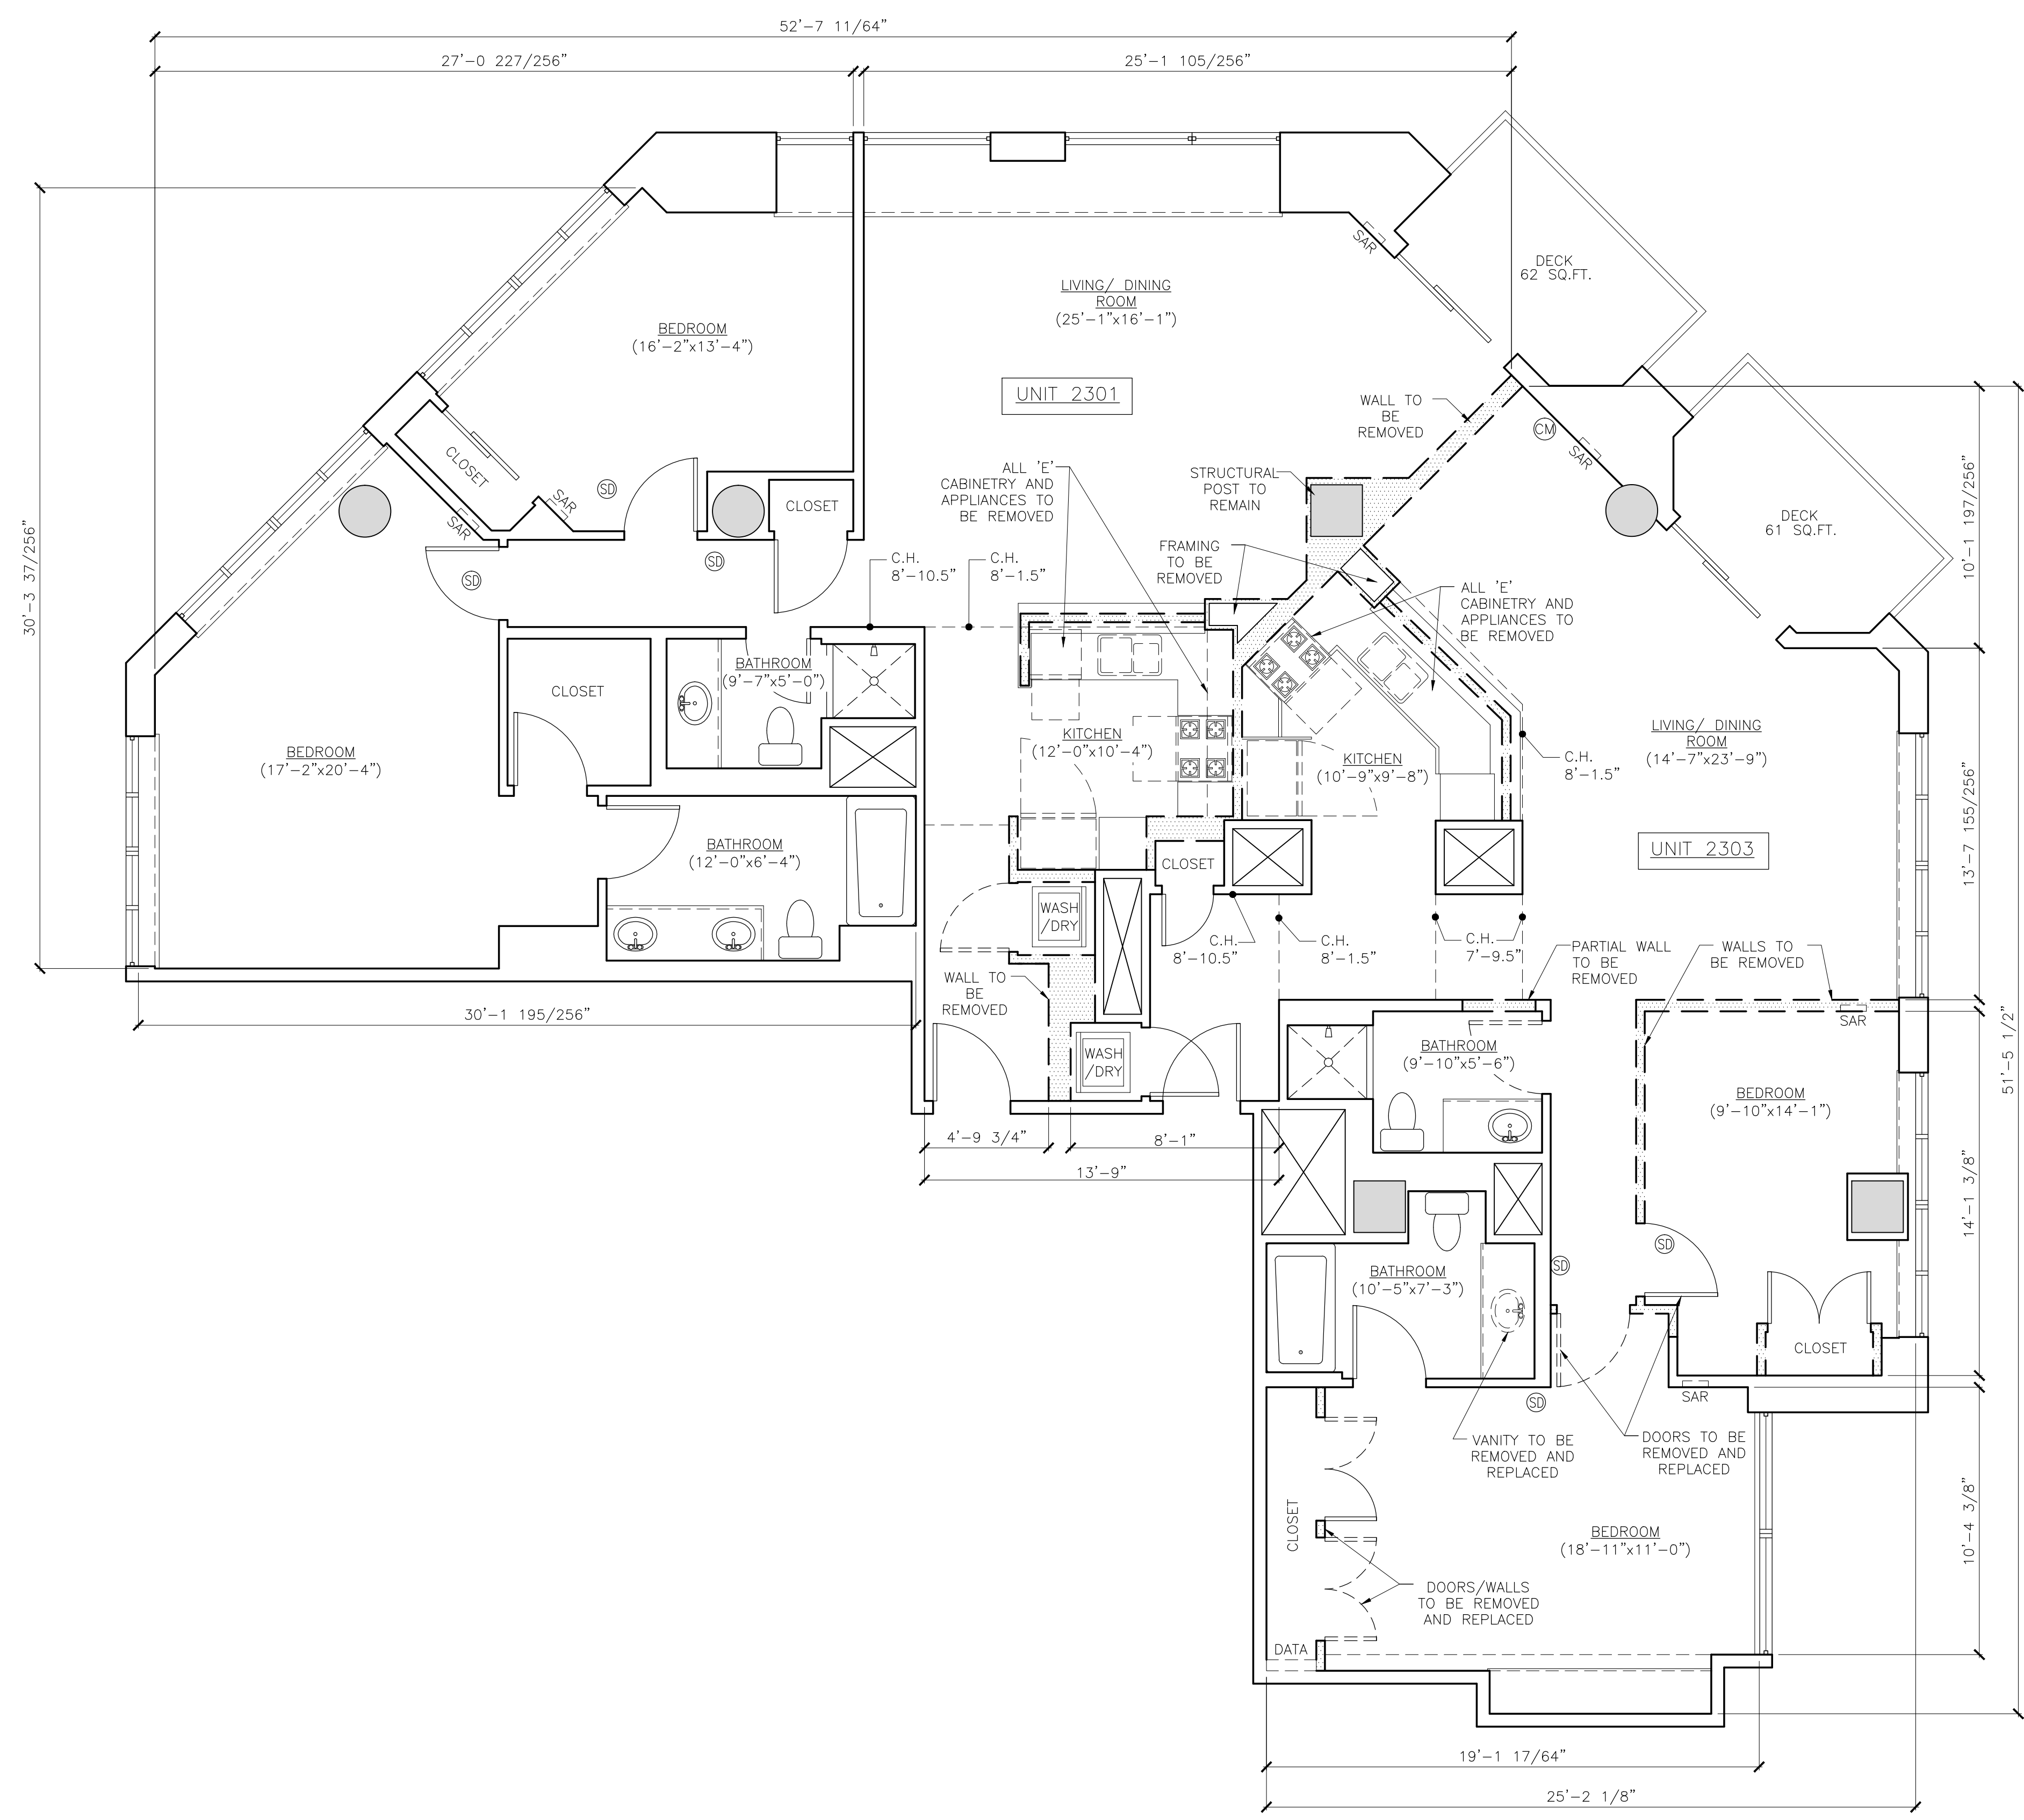 52'-7 11/64"
27'-0 227/256"
25'-1 105/256"
DECK
62 SQ.FT.
SAR
LIVING/ DINING
ROOM
(25'-1"x16'-1")
BEDROOM
(16'-2"x13'-4")
UNIT 2301
WALL TO
BE
REMOVED
CM
SAR
CLOSET
SD
SAR
SAR
CLOSET
ALL 'E'
CABINETRY AND
APPLIANCES TO
BE REMOVED
STRUCTURAL
POST TO
REMAIN
DECK
61 SQ.FT.
10'-1 197/256"
30'-3 37/256"
SD
SD
C.H.
8'-10.5"
C.H.
8'-1.5"
FRAMING
TO BE
REMOVED
ALL 'E'
CABINETRY AND
APPLIANCES TO
BE REMOVED
CLOSET
BATHROOM
(9'-7"x5'-0")
BEDROOM
(17'-2"x20'-4")
KITCHEN
(12'-0"x10'-4")
KITCHEN
(10'-9"x9'-8")
LIVING/ DINING
ROOM
(14'-7"x23'-9")
C.H.
8'-1.5"
13'-7 155/256"
BATHROOM
(12'-0"x6'-4")
UNIT 2303
CLOSET
WASH
/DRY
C.H.
8'-10.5"
C.H.
8'-1.5"
C.H.
7'-9.5"
PARTIAL WALL
TO BE
REMOVED
WALLS TO
BE REMOVED
WALL TO
BE
REMOVED
30'-1 195/256"
SAR
WASH
/DRY
BATHROOM
(9'-10"x5'-6")
BEDROOM
(9'-10"x14'-1")
51'-5 1/2"
4'-9 3/4"
8'-1"
13'-9"
14'-1 3/8"
SD
SD
BATHROOM
(10'-5"x7'-3")
CLOSET
SAR
SD
VANITY TO BE
REMOVED AND
REPLACED
DOORS TO BE
REMOVED AND
REPLACED
CLOSET
BEDROOM
(18'-11"x11'-0")
10'-4 3/8"
DOORS/WALLS
TO BE REMOVED
AND REPLACED
DATA
19'-1 17/64"
25'-2 1/8"